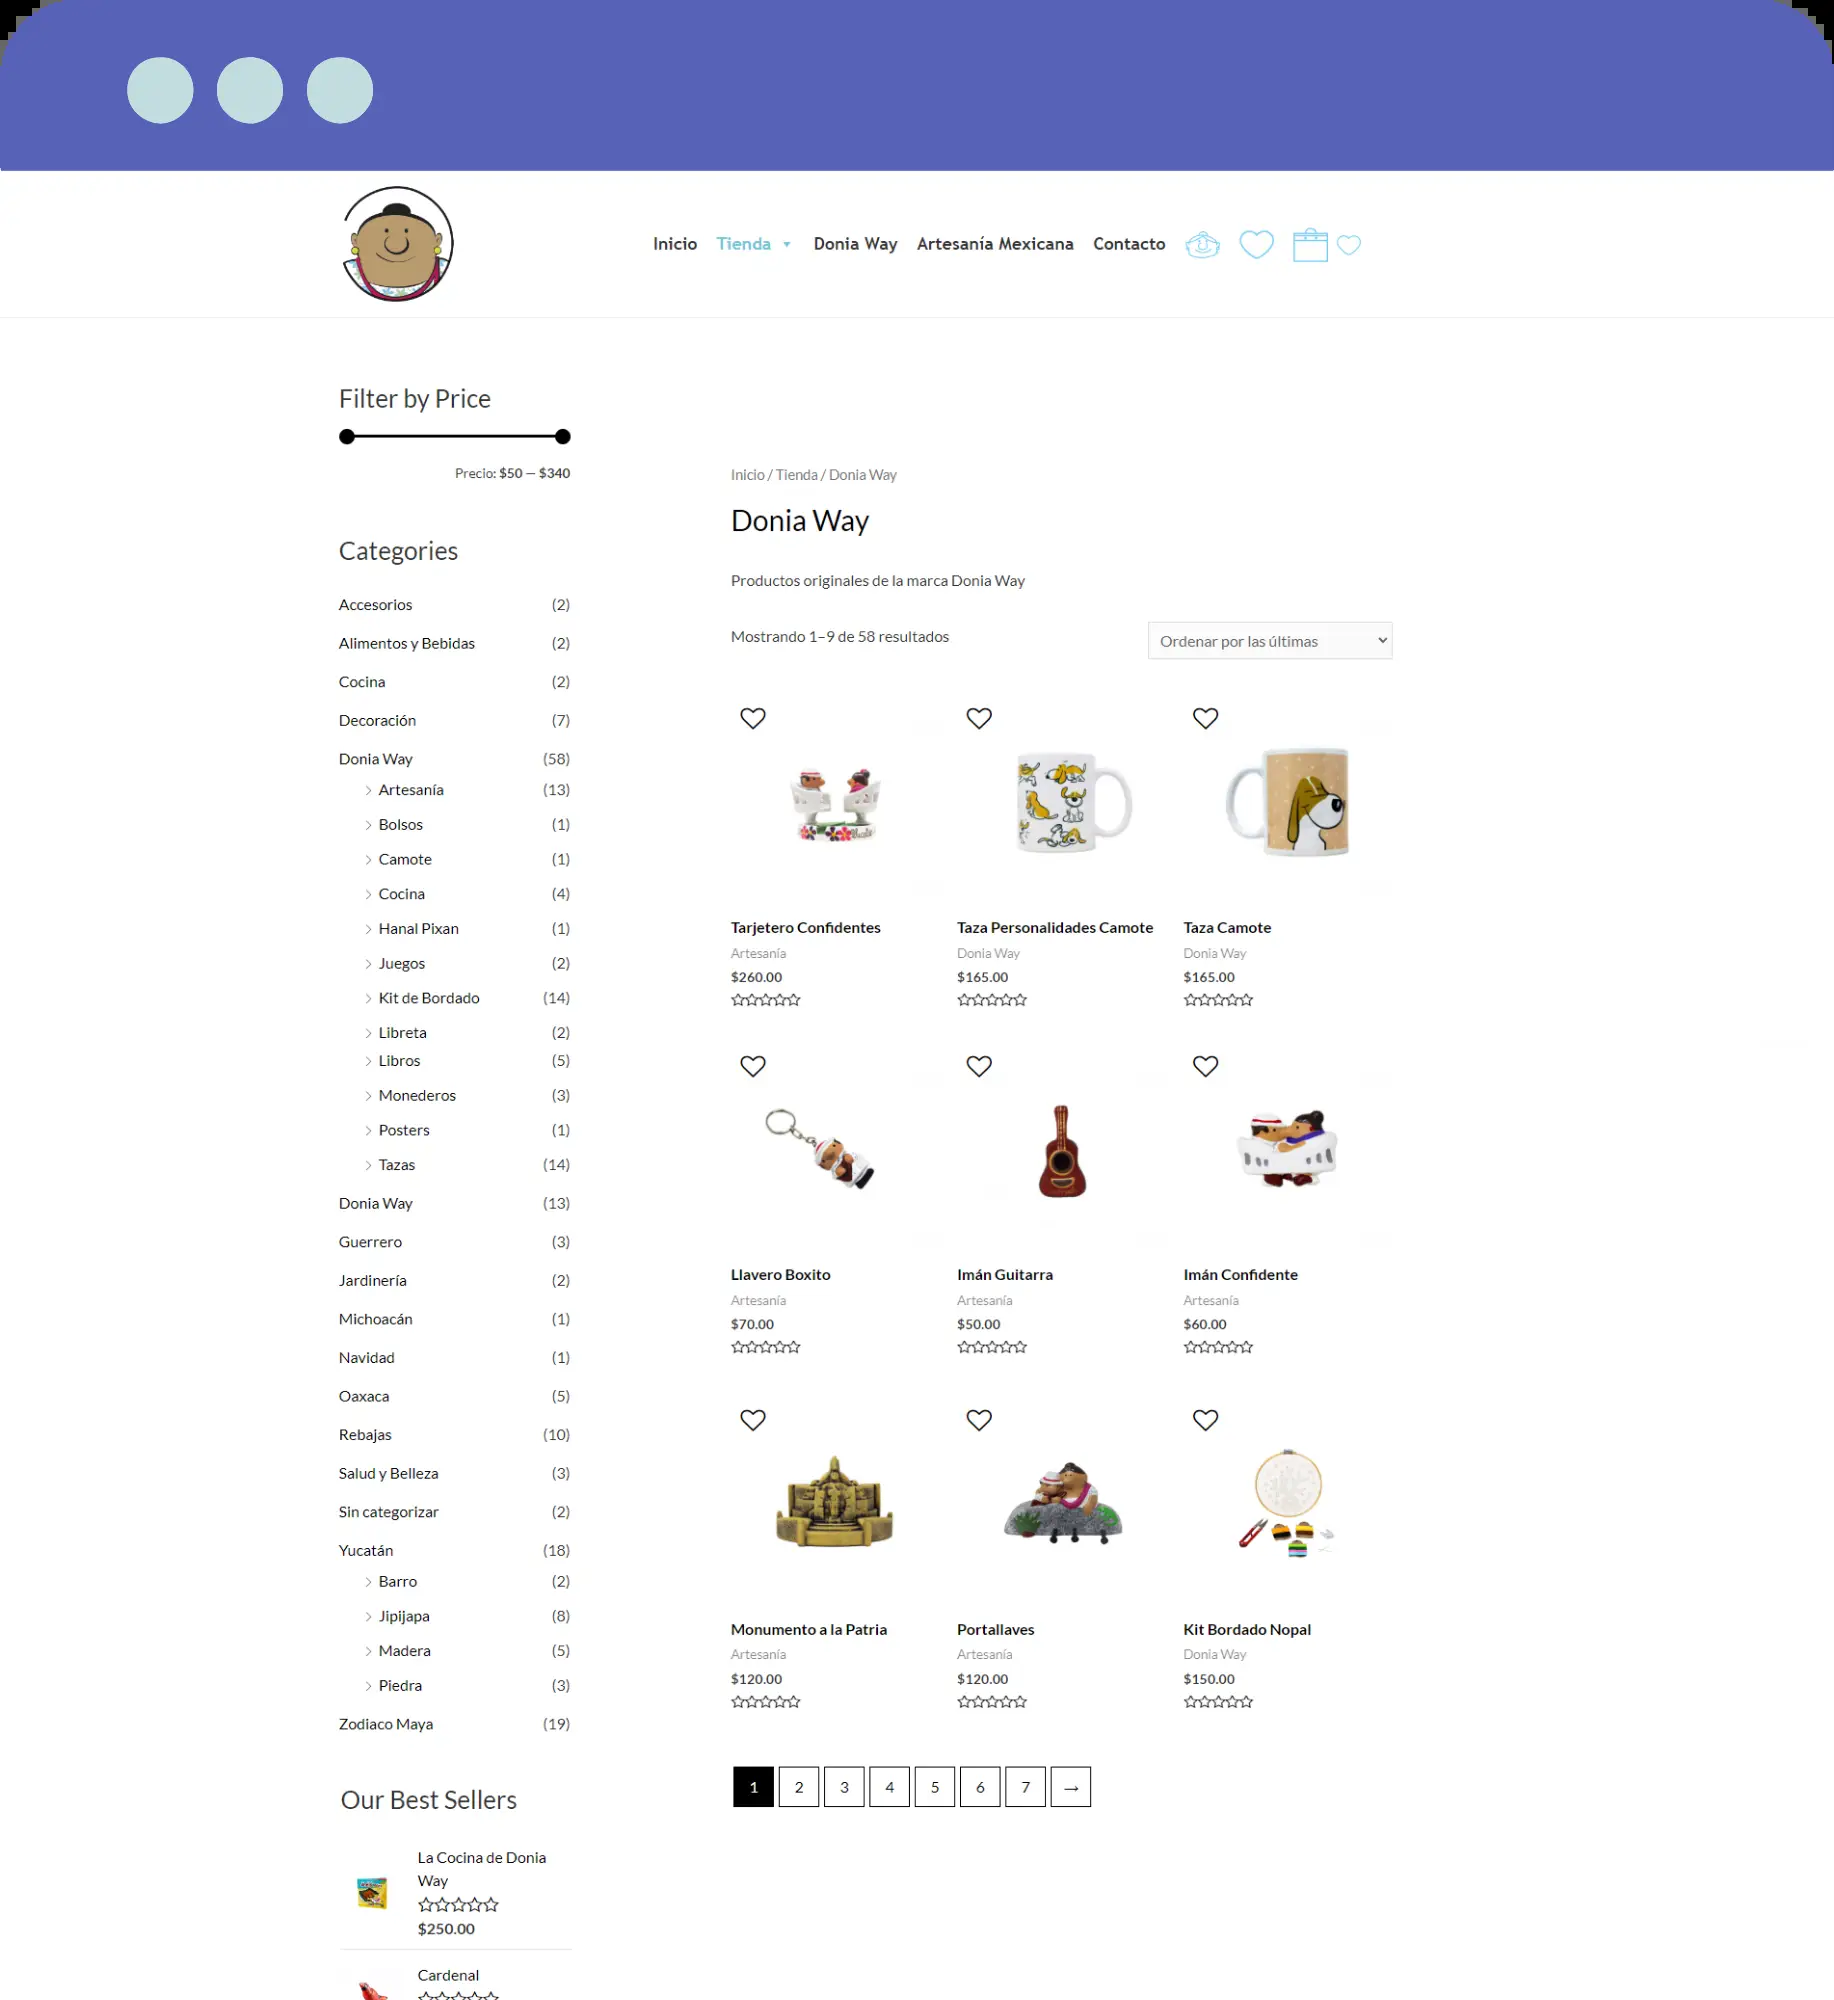 Inicio Tienda Donia Way Artesanía Mexicana Contacto
Filter by Price
Precio: $50 — $340
Categories
Accesorios (2)
Alimentos y Bebidas (2)
Cocina (2)
Decoración (7)
Donia Way (58)
Artesanía (13)
Bolsos (1)
Camote (1)
Cocina (4)
Hanal Pixan (1)
Juegos (2)
Kit de Bordado (14)
Libreta (2)
Libros (5)
Monederos (3)
Posters (1)
Tazas (14)
Donia Way (13)
Guerrero (3)
Jardinería (2)
Michoacán (1)
Navidad (1)
Oaxaca (5)
Rebajas (10)
Salud y Belleza (3)
Sin categorizar (2)
Yucatán (18)
Barro (2)
Jipijapa (8)
Madera (5)
Piedra (3)
Zodiaco Maya (19)
Our Best Sellers
La Cocina de Donia
Way
$250.00
Cardenal
Inicio / Tienda / Donia Way
Donia Way
Productos originales de la marca Donia Way
Mostrando 1–9 de 58 resultados
Ordenar por las últimas
Tarjetero Confidentes
Artesanía
$260.00
Taza Personalidades Camote
Donia Way
$165.00
Taza Camote
Donia Way
$165.00
Llavero Boxito
Artesanía
$70.00
Imán Guitarra
Artesanía
$50.00
Imán Confidente
Artesanía
$60.00
Monumento a la Patria
Artesanía
$120.00
Portallaves
Artesanía
$120.00
Kit Bordado Nopal
Donia Way
$150.00
1 2 3 4 5 6 7 →